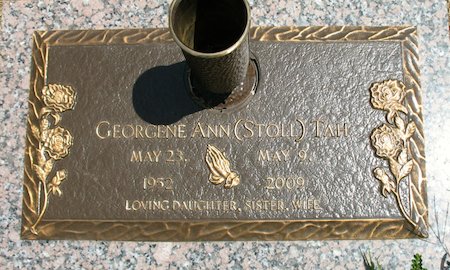 GEORGENE ANN (STOLL) TAH
MAY 23, MAY 9,
1952 2009
LOVING DAUGHTER, SISTER, WIFE